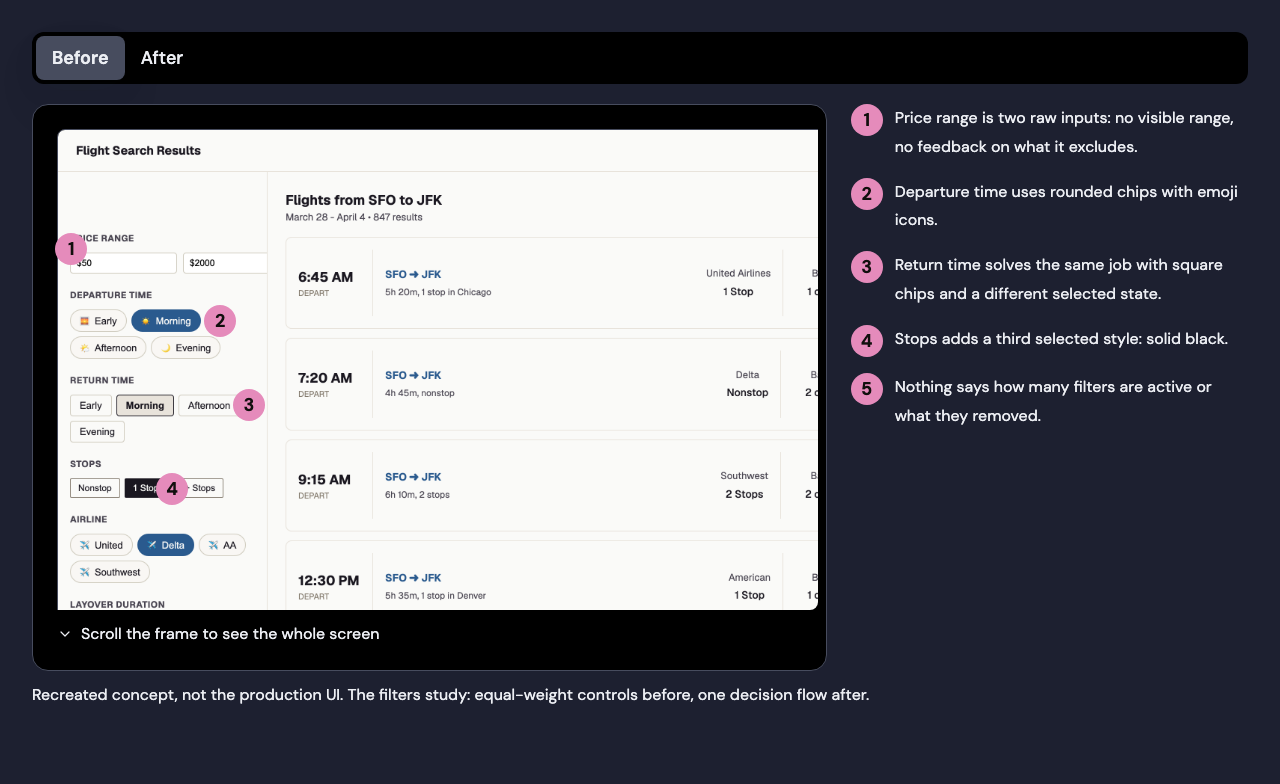 Before After
Flight Search Results
Flights from SFO to JFK
March 28 - April 4 • 847 results
PRICE RANGE
1
$50 $2000
DEPARTURE TIME
Early Morning 2
Afternoon Evening
RETURN TIME
Early Morning Afternoon 3
Evening
STOPS
Nonstop 1 Stop 4 Stops
AIRLINE
United Delta AA
Southwest
LAYOVER DURATION
6:45 AM
DEPART
SFO ➜ JFK
5h 20m, 1 stop in Chicago
United Airlines
1 Stop
7:20 AM
DEPART
SFO ➜ JFK
4h 45m, nonstop
Delta
Nonstop
9:15 AM
DEPART
SFO ➜ JFK
6h 10m, 2 stops
Southwest
2 Stops
12:30 PM
DEPART
SFO ➜ JFK
5h 35m, 1 stop in Denver
American
1 Stop
Scroll the frame to see the whole screen
1 Price range is two raw inputs: no visible range,
no feedback on what it excludes.
2 Departure time uses rounded chips with emoji
icons.
3 Return time solves the same job with square
chips and a different selected state.
4 Stops adds a third selected style: solid black.
5 Nothing says how many filters are active or
what they removed.
Recreated concept, not the production UI. The filters study: equal-weight controls before, one decision flow after.